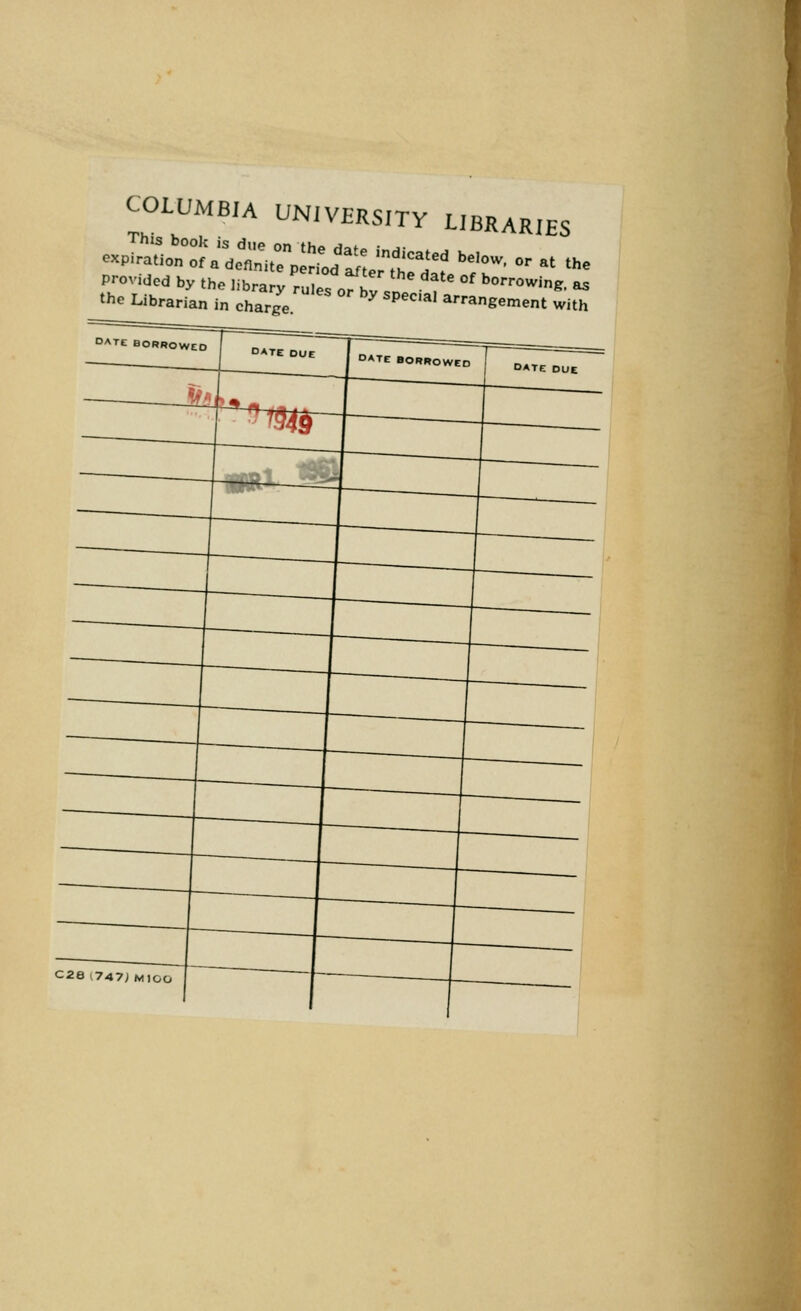 COLUMBIA UNIVERSITY LIBRARIES
This book is due on the date indicated below, or at the
expiration of a definite period after the date of borrowing, as
provided by the library rules or by special arrangement with
the Librarian in charge.
DATE BORROWED DATE DUE DATE BORROWED DATE DUE
9 1949
1961
C28 (747) M100